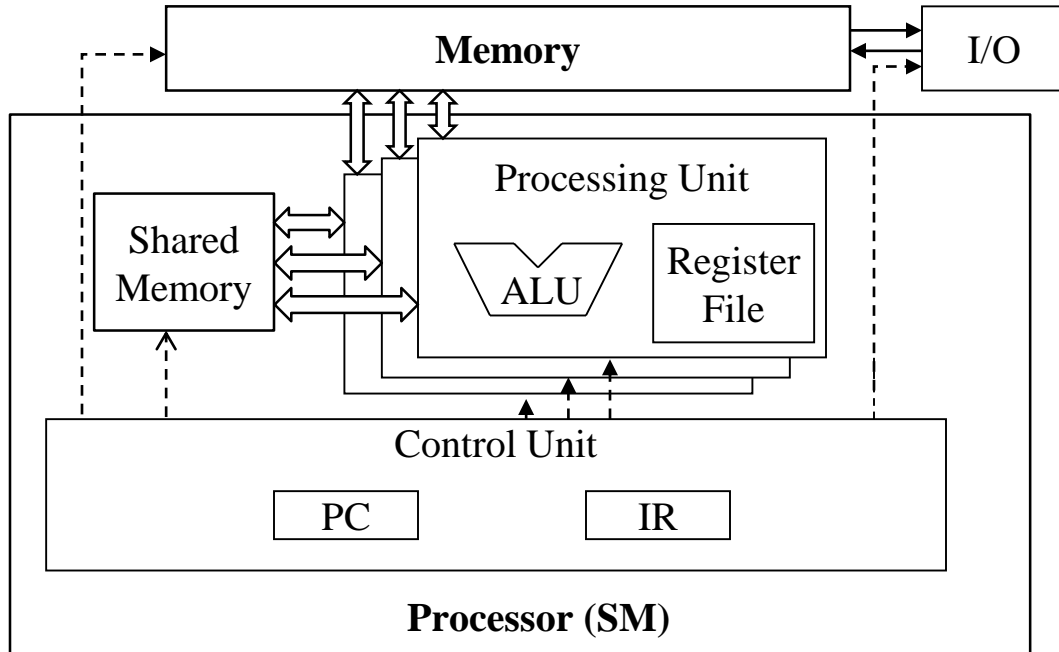 Memory
I/O
Processing Unit
Shared
Memory
ALU
Register
File
Control Unit
PC
IR
Processor (SM)